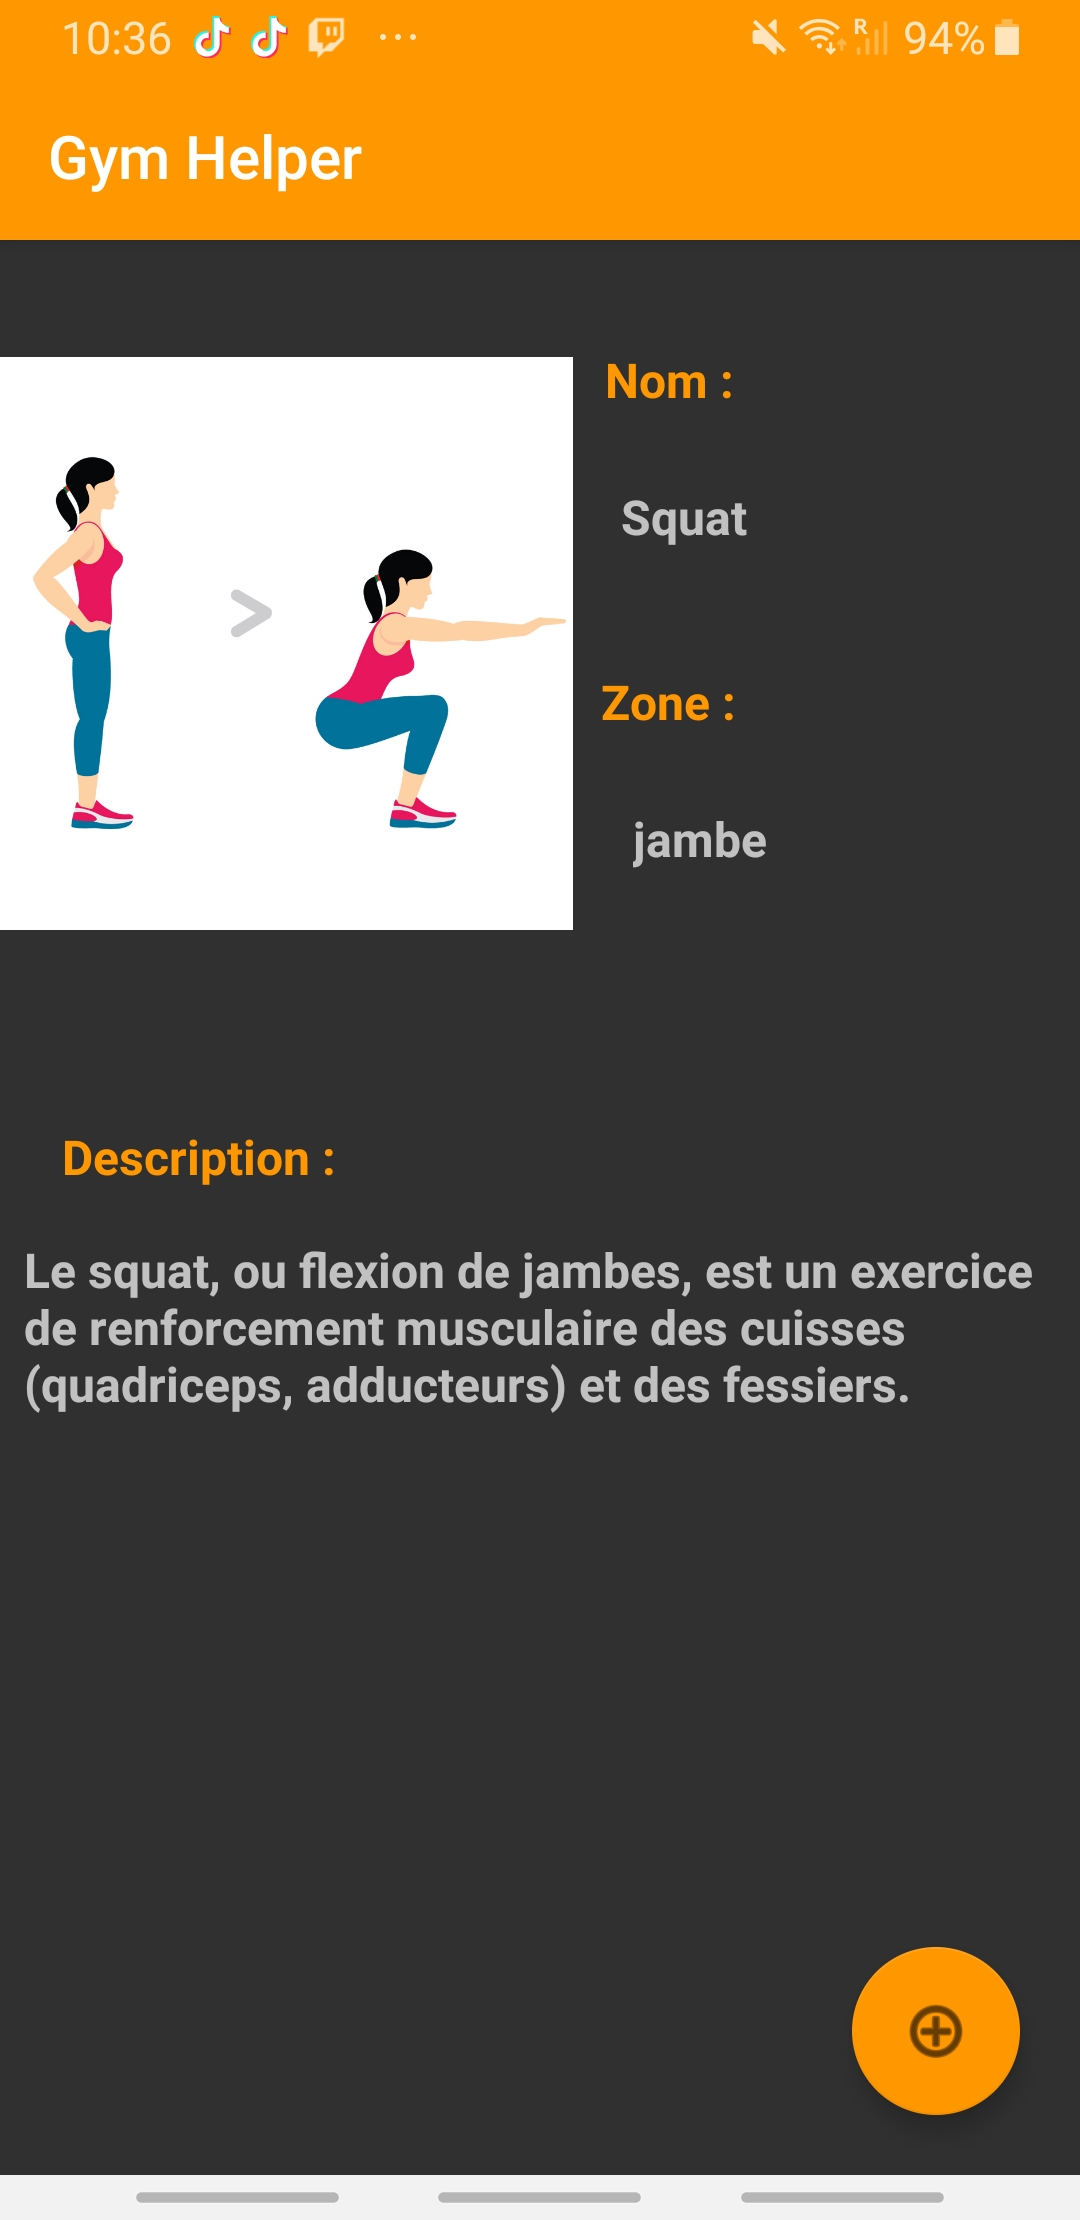 10:36 ... R 94%
Gym Helper
Nom :
Squat
Zone :
jambe
Description :
Le squat, ou flexion de jambes, est un exercice
de renforcement musculaire des cuisses
(quadriceps, adducteurs) et des fessiers.